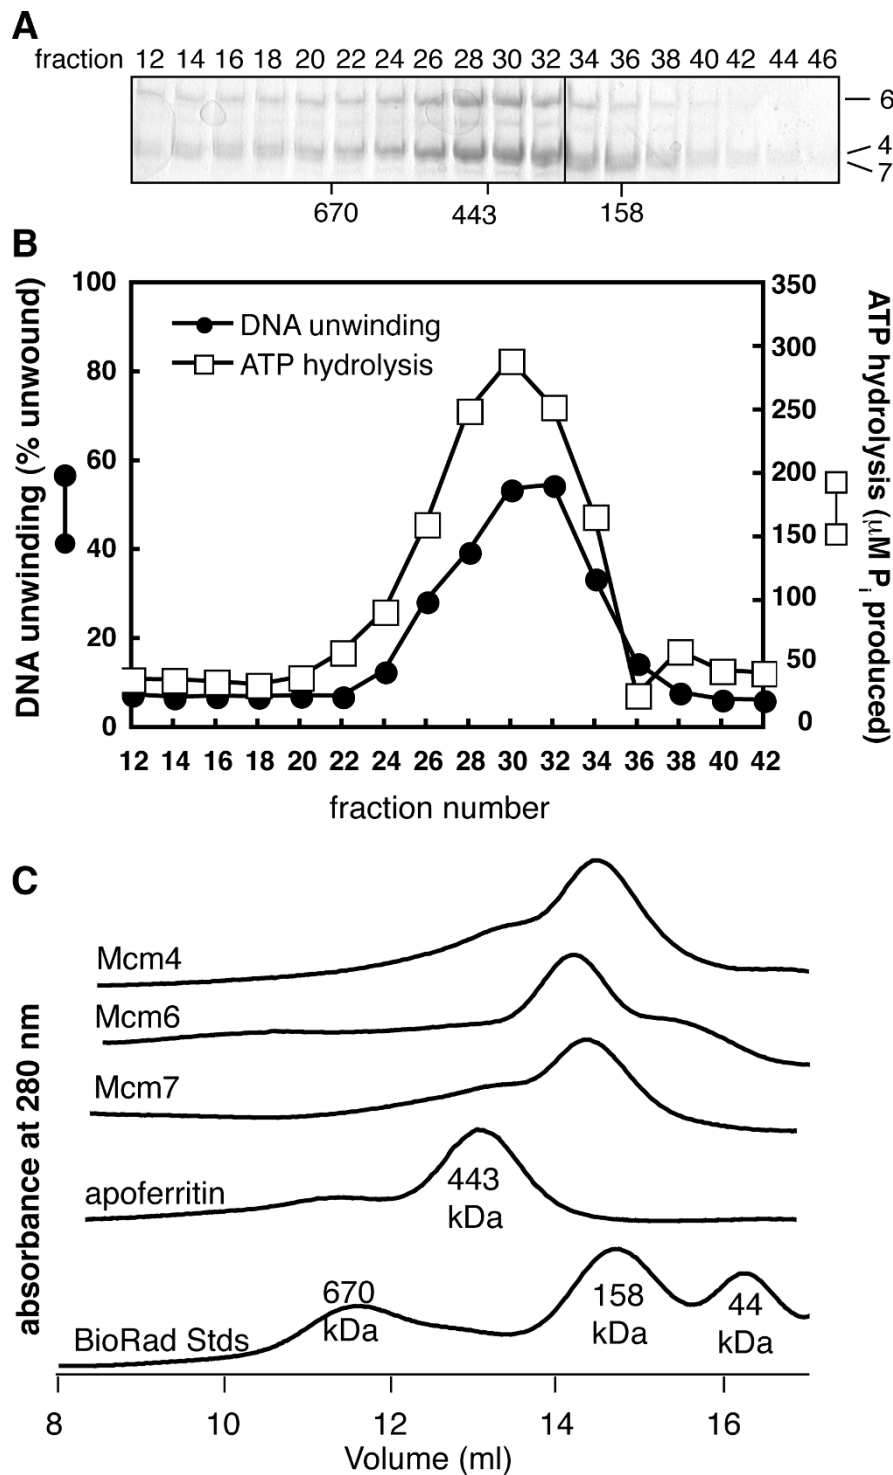 A
fraction 12 14 16 18 20 22 24 26 28 30 32 34 36 38 40 42 44 46
6
4
7
670 443 158
B
DNA unwinding (% unwound)
100
80
60
40
20
0
DNA unwinding
ATP hydrolysis
350
300
250
200
150
100
50
0
ATP hydrolysis (μM Pi produced)
12 14 16 18 20 22 24 26 28 30 32 34 36 38 40 42
fraction number
C
absorbance at 280 nm
Mcm4
Mcm6
Mcm7
apoferritin
443
kDa
BioRad Stds
670
kDa
158
kDa
44
kDa
8 10 12 14 16
Volume (ml)